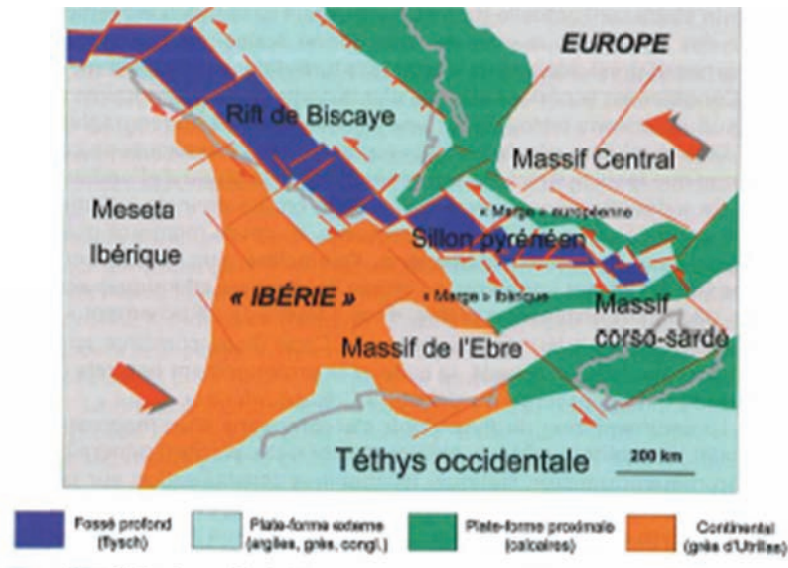 EUROPE
Rift de Biscaye
Massif Central
Meseta
Ibérique
« Marge » européenne
Sillon pyrénéen
« IBÉRIE »
« Marge » Ibérique
Massif
corso-sarde
Massif de l'Ebre
Téthys occidentale
200 km
Fossé profond
(flysch)
Plate-forme externe
(argiles, grès, congl.)
Plate-forme proximale
(calcaires)
Continental
(grès d'Utrillas)